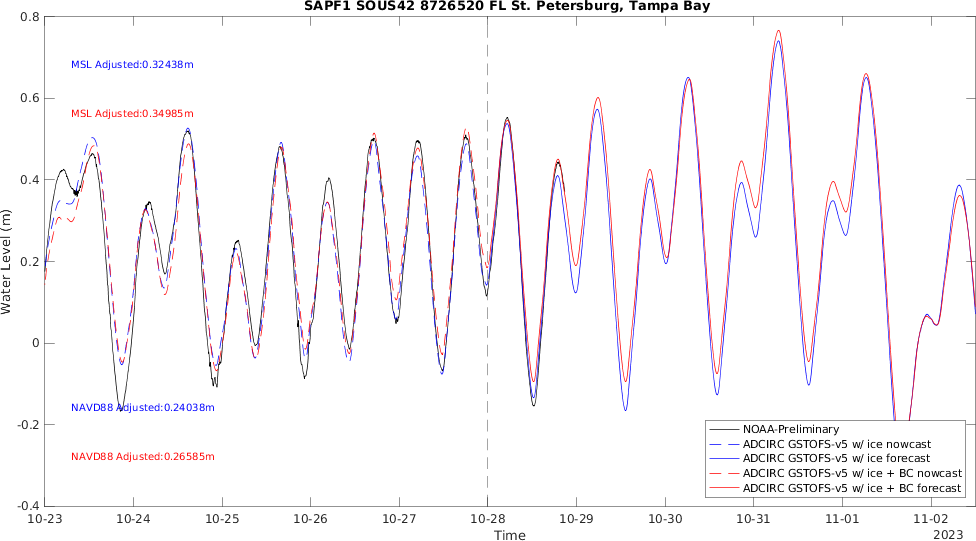 SAPF1 SOUS42 8726520 FL St. Petersburg, Tampa Bay
0.8
0.6
0.4
0.2
0
-0.2
-0.4
Water Level (m)
MSL Adjusted:0.32438m
MSL Adjusted:0.34985m
NAVD88 Adjusted:0.24038m
NAVD88 Adjusted:0.26585m
NOAA-Preliminary
ADCIRC GSTOFS-v5 w/ ice nowcast
ADCIRC GSTOFS-v5 w/ ice forecast
ADCIRC GSTOFS-v5 w/ ice + BC nowcast
ADCIRC GSTOFS-v5 w/ ice + BC forecast
10-23 10-24 10-25 10-26 10-27 10-28 10-29 10-30 10-31 11-01 11-02
Time
2023